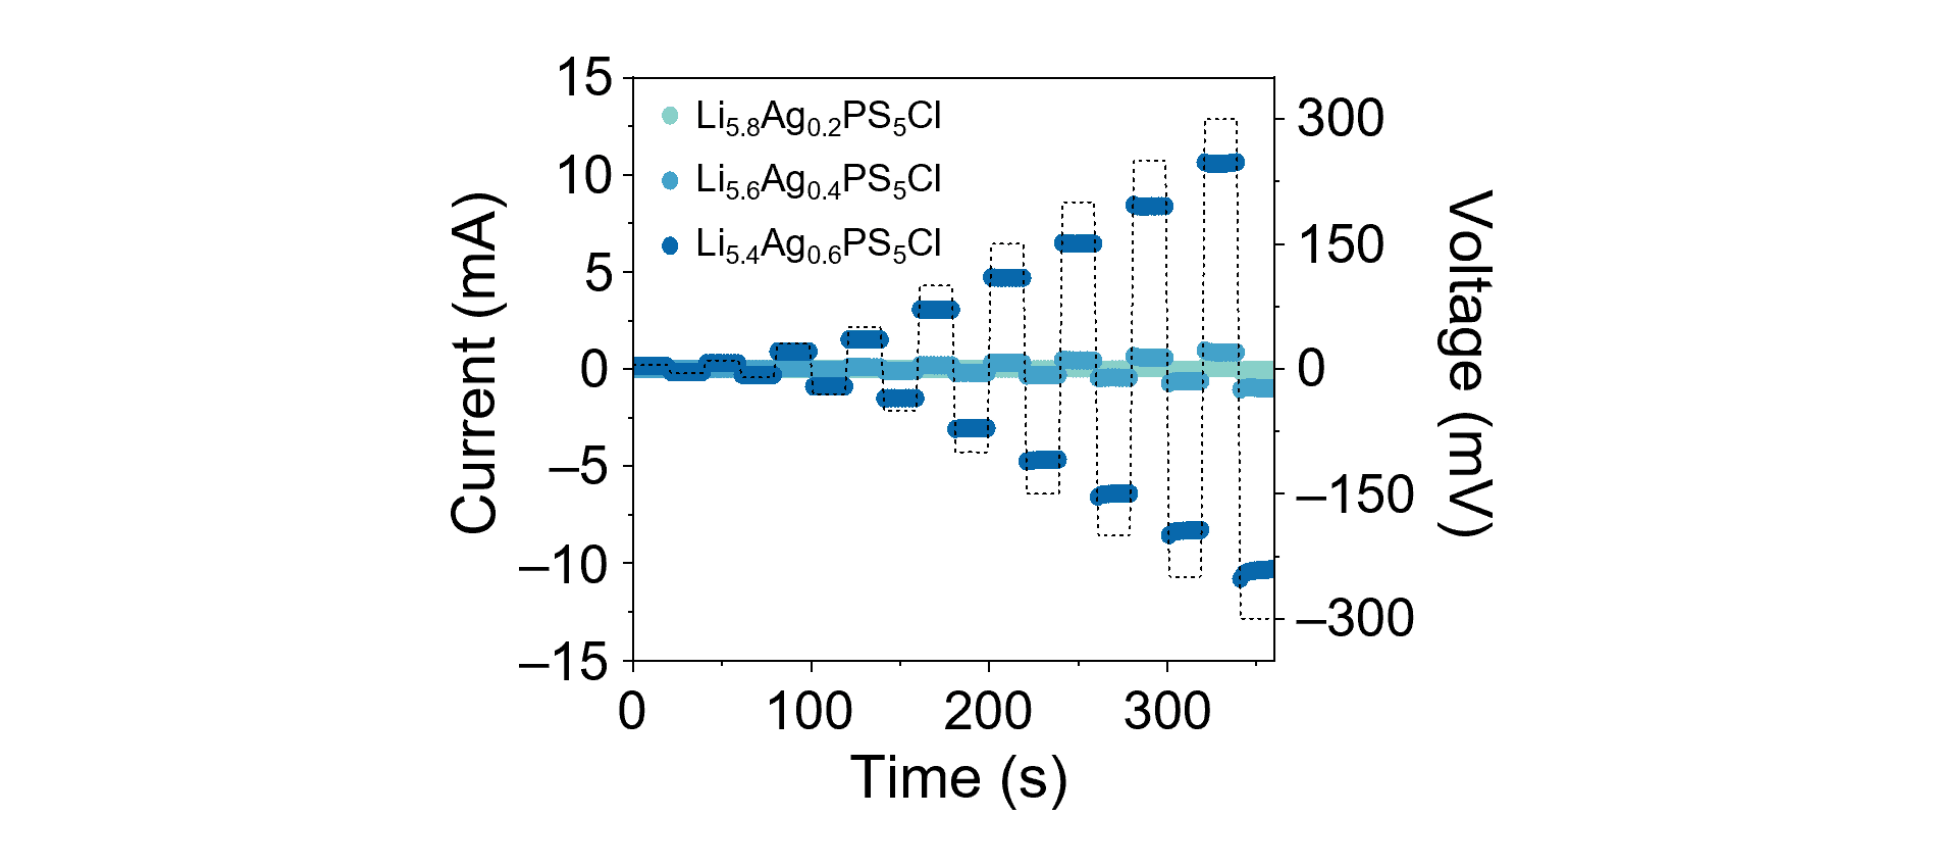 15
10
5
0
–5
–10
–15
Current (mA)
Li5.8Ag0.2PS5Cl
Li5.6Ag0.4PS5Cl
Li5.4Ag0.6PS5Cl
300
150
0
–150
–300
Voltage (mV)
0 100 200 300
Time (s)